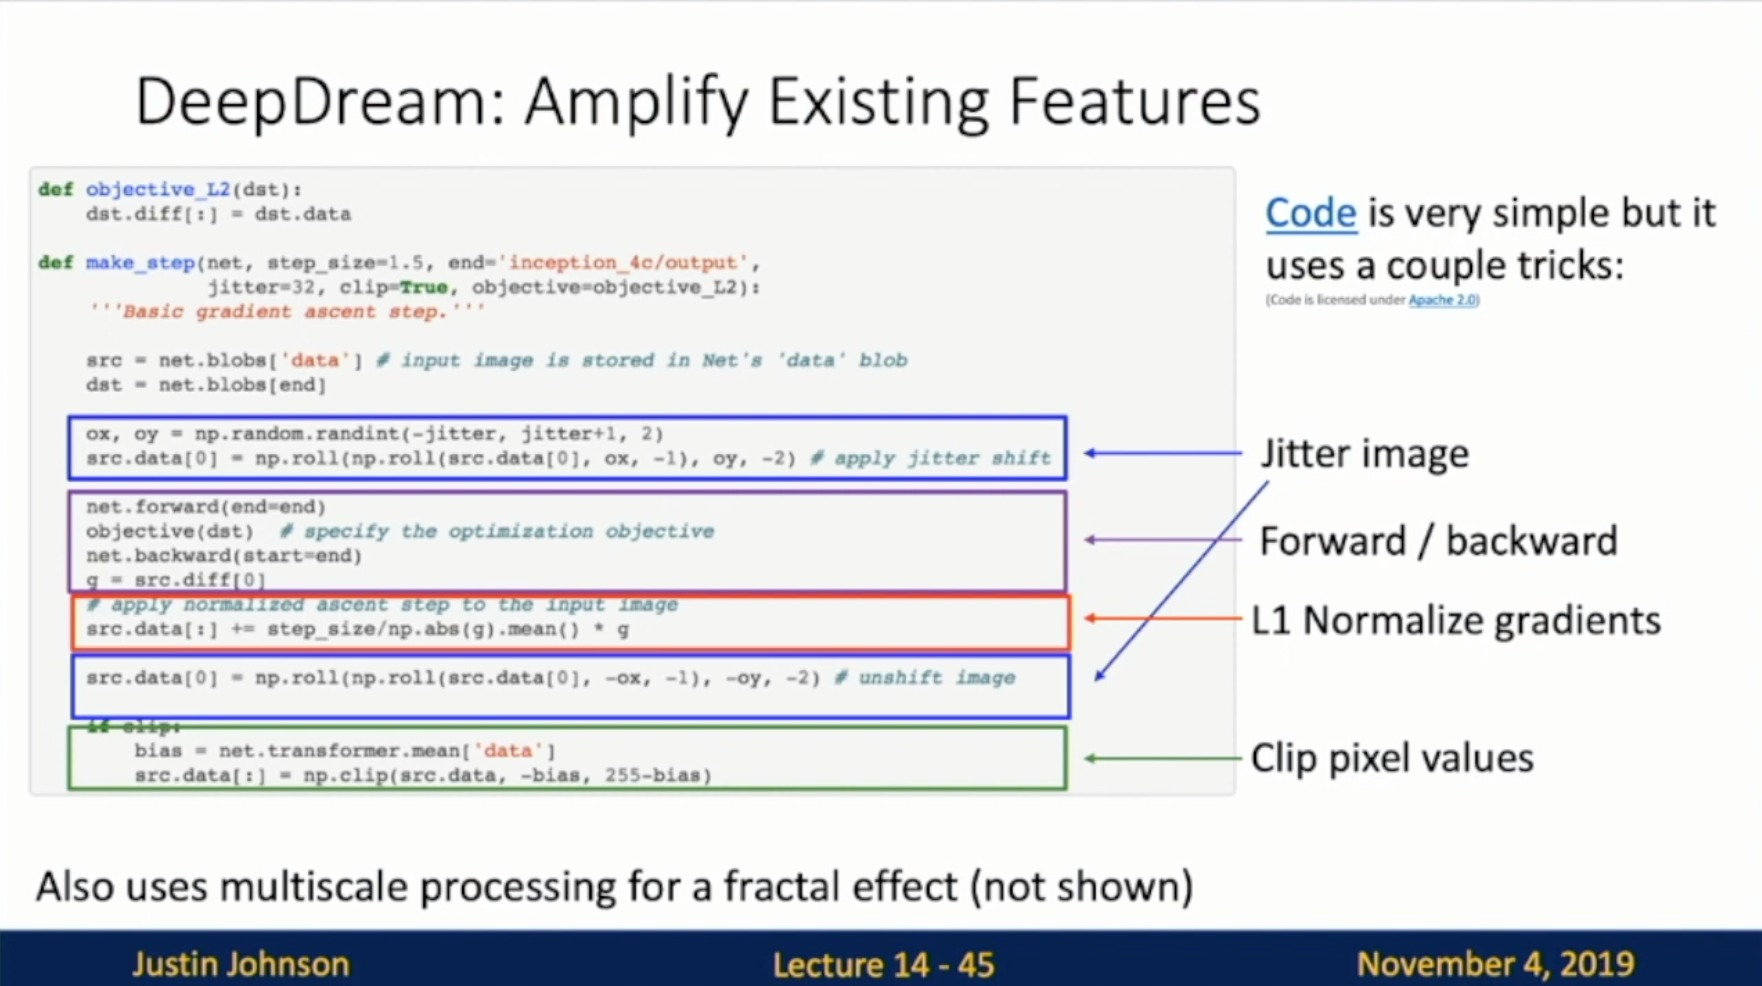 DeepDream: Amplify Existing Features
def objective_L2(dst):
    dst.diff[:] = dst.data
def make_step(net, step_size=1.5, end='inception_4c/output',
              jitter=32, clip=True, objective=objective_L2):
    '''Basic gradient ascent step.'''
    src = net.blobs['data'] # input image is stored in Net's 'data' blob
    dst = net.blobs[end]
    ox, oy = np.random.randint(-jitter, jitter+1, 2)
    src.data[0] = np.roll(np.roll(src.data[0], ox, -1), oy, -2) # apply jitter shift
    net.forward(end=end)
    objective(dst)  # specify the optimization objective
    net.backward(start=end)
    g = src.diff[0]
    # apply normalized ascent step to the input image
    src.data[:] += step_size/np.abs(g).mean() * g
    src.data[0] = np.roll(np.roll(src.data[0], -ox, -1), -oy, -2) # unshift image
    if clip:
        bias = net.transformer.mean['data']
        src.data[:] = np.clip(src.data, -bias, 255-bias)
Code is very simple but it
uses a couple tricks:
(Code is licensed under Apache 2.0)
Jitter image
Forward / backward
L1 Normalize gradients
Clip pixel values
Also uses multiscale processing for a fractal effect (not shown)
Justin Johnson
Lecture 14 - 45
November 4, 2019